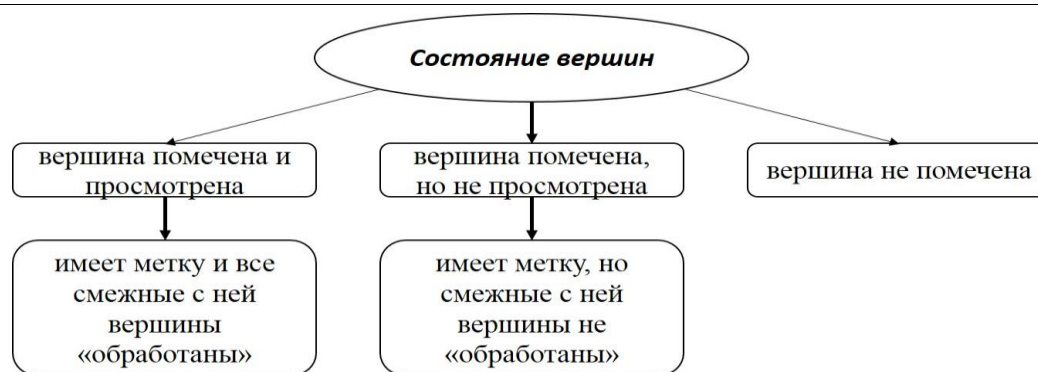 Состояние вершин
вершина помечена и
просмотрена
вершина помечена,
но не просмотрена
вершина не помечена
имеет метку и все
смежные с ней
вершины
«обработаны»
имеет метку, но
смежные с ней
вершины не
«обработаны»